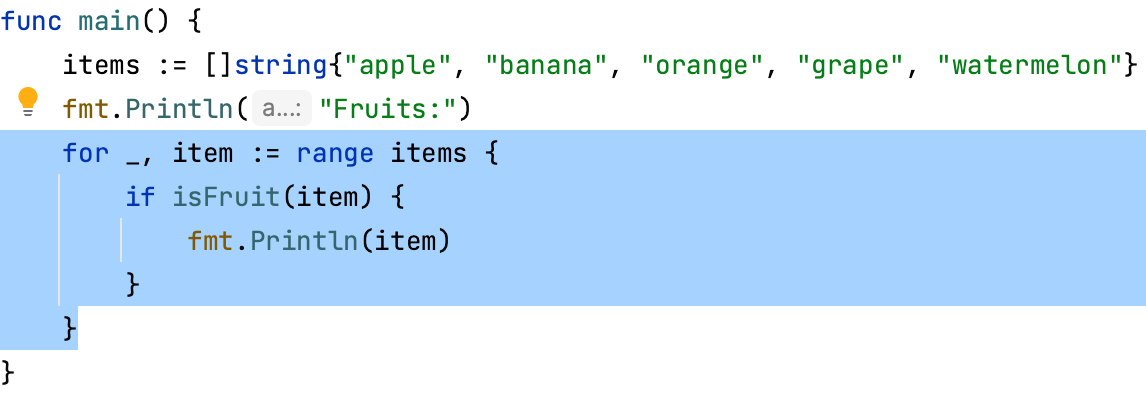 func main() {
    items := []string{"apple", "banana", "orange", "grape", "watermelon"}
    fmt.Println( a...: "Fruits:")
    for _, item := range items {
        if isFruit(item) {
            fmt.Println(item)
        }
    }
}